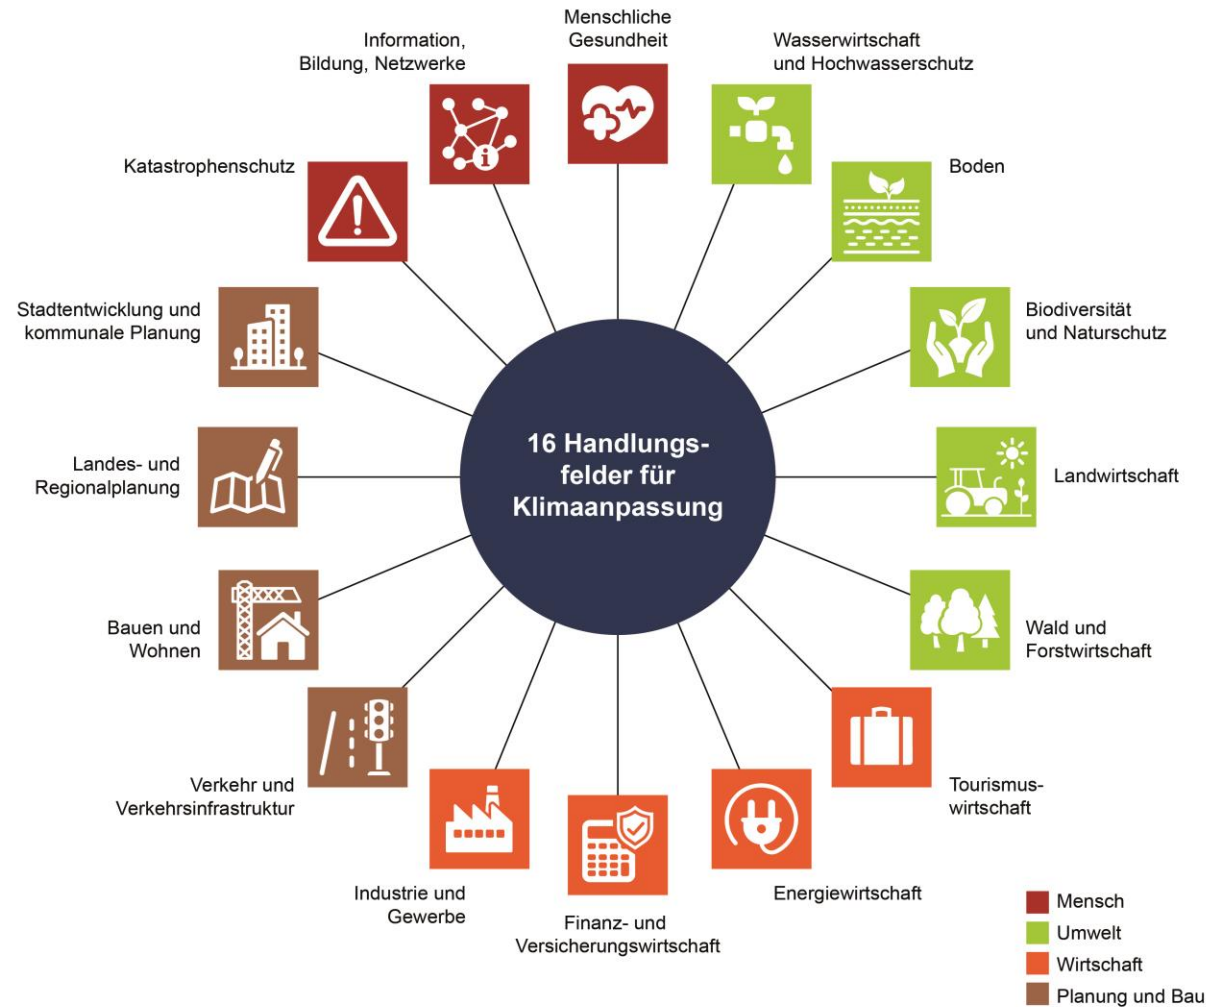 Menschliche
Gesundheit
Wasserwirtschaft
und Hochwasserschutz
Boden
Biodiversität
und Naturschutz
Landwirtschaft
Wald und
Forstwirtschaft
Tourismus-
wirtschaft
Energiewirtschaft
Finanz- und
Versicherungswirtschaft
Industrie und
Gewerbe
Verkehr und
Verkehrsinfrastruktur
Bauen und
Wohnen
Landes- und
Regionalplanung
Stadtentwicklung und
kommunale Planung
Katastrophenschutz
Information,
Bildung, Netzwerke
16 Handlungs-
felder für
Klimaanpassung
Mensch
Umwelt
Wirtschaft
Planung und Bau